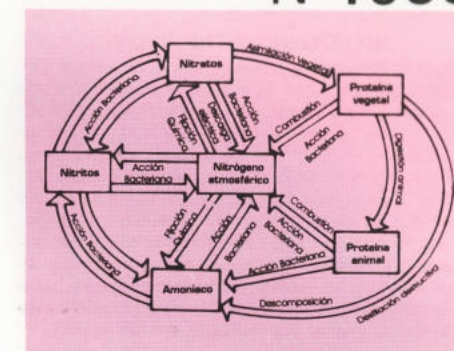 Nitratos
Asimilación Vegetal
Proteína
vegetal
Acción Bacteriana
Fijación
Química
Descarga
eléctrica
Acción
Bacteriana
Combustión
Acción
Bacteriana
Digestión animal
Nitritos
Acción
Bacteriana
Nitrógeno
atmosférico
Acción Bacteriana
Fijación
Química
Acción
Bacteriana
Combustión
Acción
Bacteriana
Proteína
animal
Acción Bacteriana
Amoniaco
Descomposición
Destilación destructiva